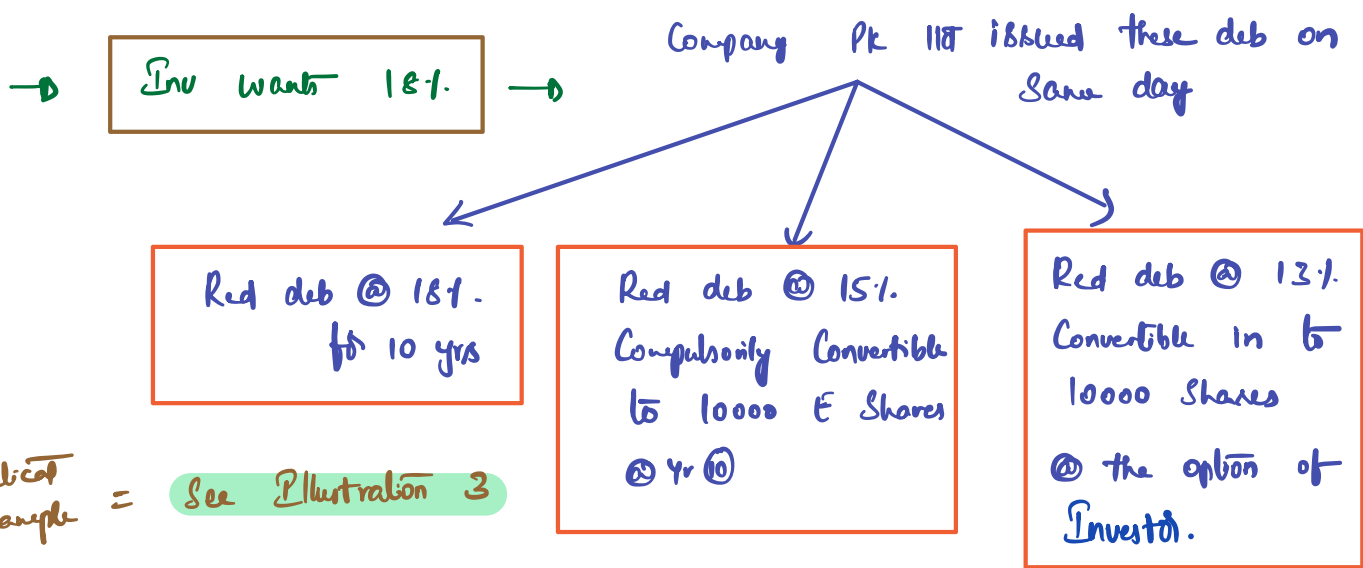 Company PK ltd issued these deb on
Same day
Inv wants 18%.
Red deb @ 18%.
for 10 yrs
Red deb @ 15%.
Compulsorily Convertible
to 10000 E Shares
@ Yr 10
Red deb @ 13%.
Convertible in to
10000 Shares
@ the option of
Investor.
= See Illustration 3